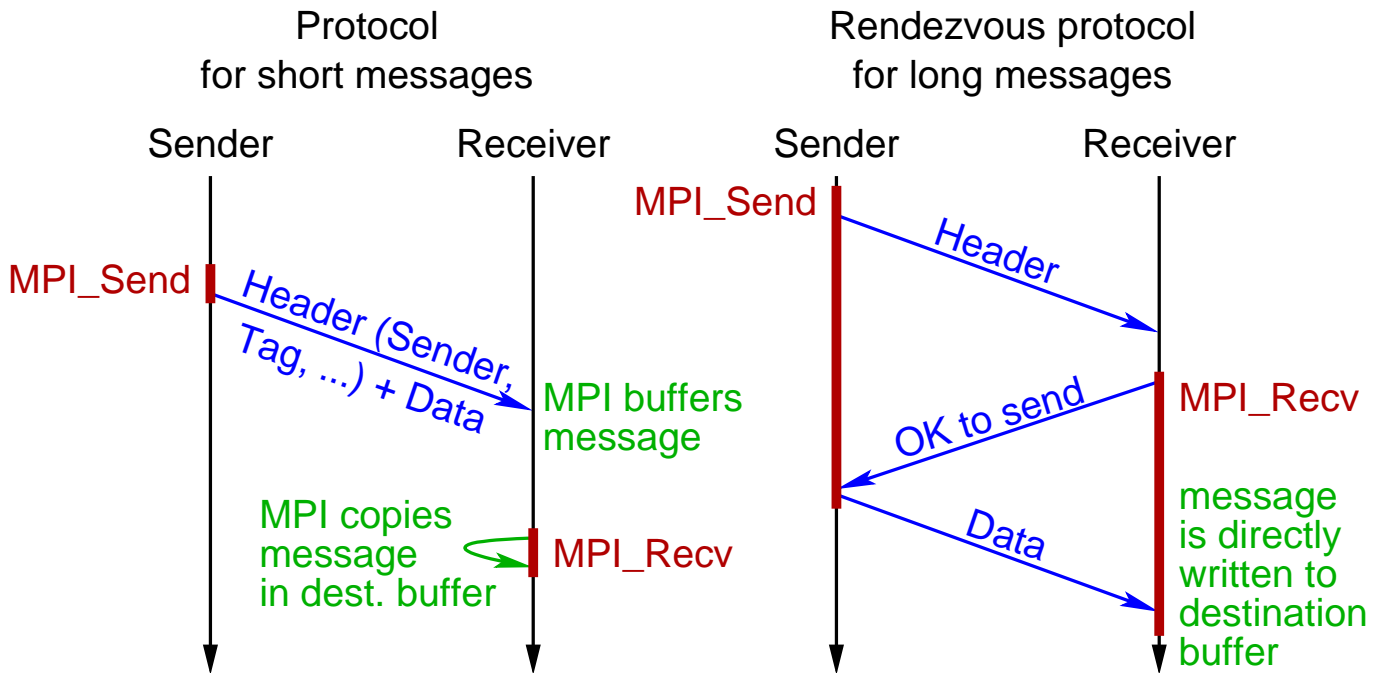 Protocol
for short messages
Sender
Receiver
MPI_Send
Header (Sender,
Tag, ...) + Data
MPI buffers
message
MPI copies
message
in dest. buffer
MPI_Recv
Rendezvous protocol
for long messages
Sender
Receiver
MPI_Send
Header
MPI_Recv
OK to send
Data
message
is directly
written to
destination
buffer